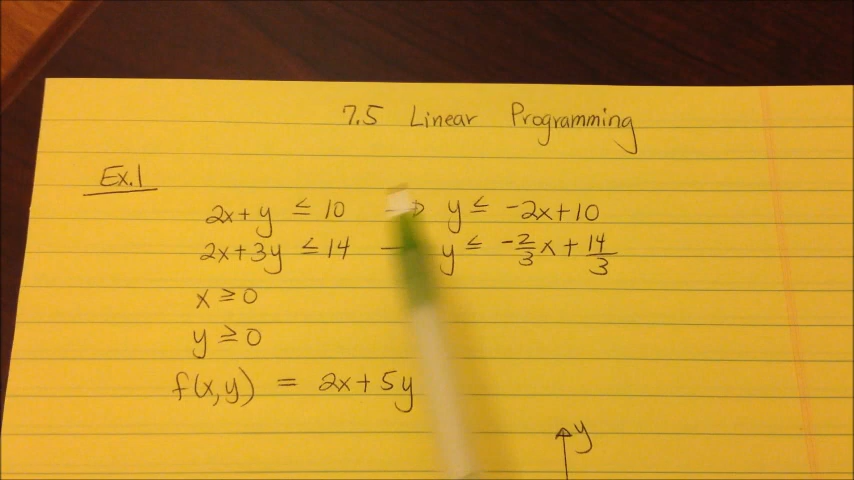 7.5 Linear Programming
Ex.1
2x+y ≤ 10 → y ≤ -2x+10
2x+3y ≤ 14 → y ≤ -2/3x + 14/3
x ≥ 0
y ≥ 0
f(x,y) = 2x+5y
y